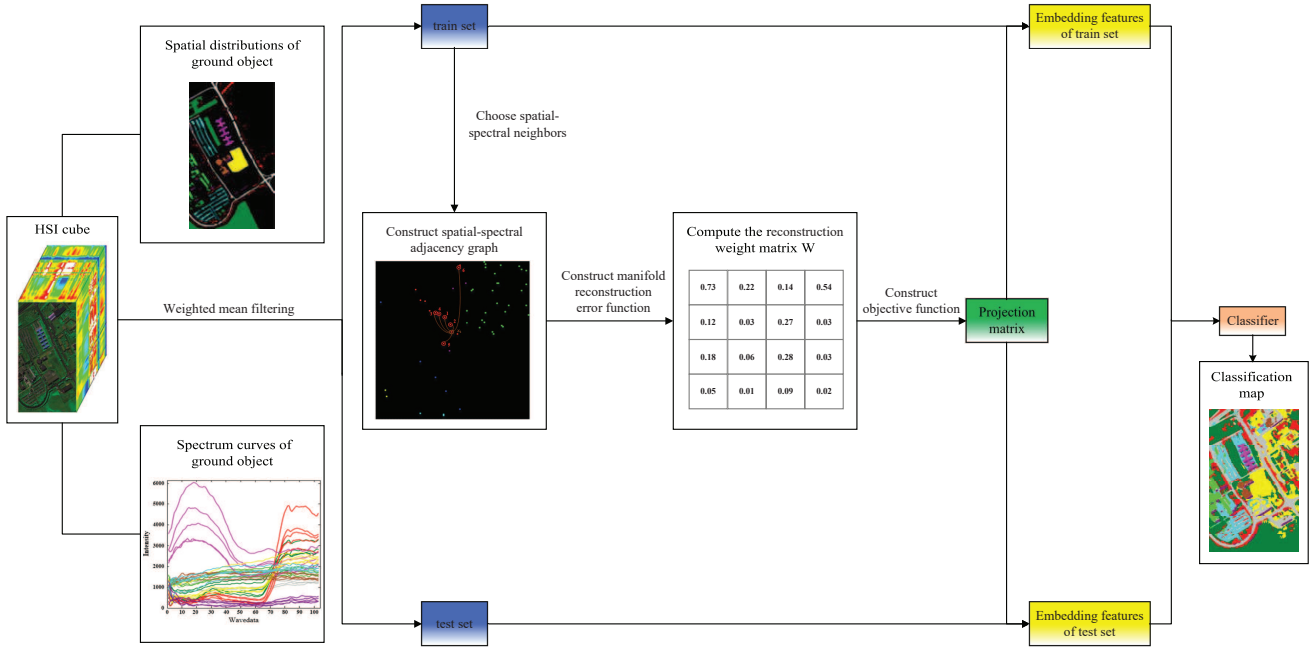 HSI cube
Spatial distributions of
ground object
Weighted mean filtering
Spectrum curves of
ground object
6000
5000
4000
3000
2000
1000
0
Intensity
0 10 20 30 40 50 60 70 80 90 100
Wavedata
train set
Choose spatial-
spectral neighbors
Construct spatial-spectral
adjacency graph
Construct manifold
reconstruction
error function
Compute the reconstruction
weight matrix W
0.73 0.22 0.14 0.54
0.12 0.03 0.27 0.03
0.18 0.06 0.28 0.03
0.05 0.01 0.09 0.02
Construct
objective function
Projection
matrix
test set
Embedding features
of train set
Embedding features
of test set
Classifier
Classification
map